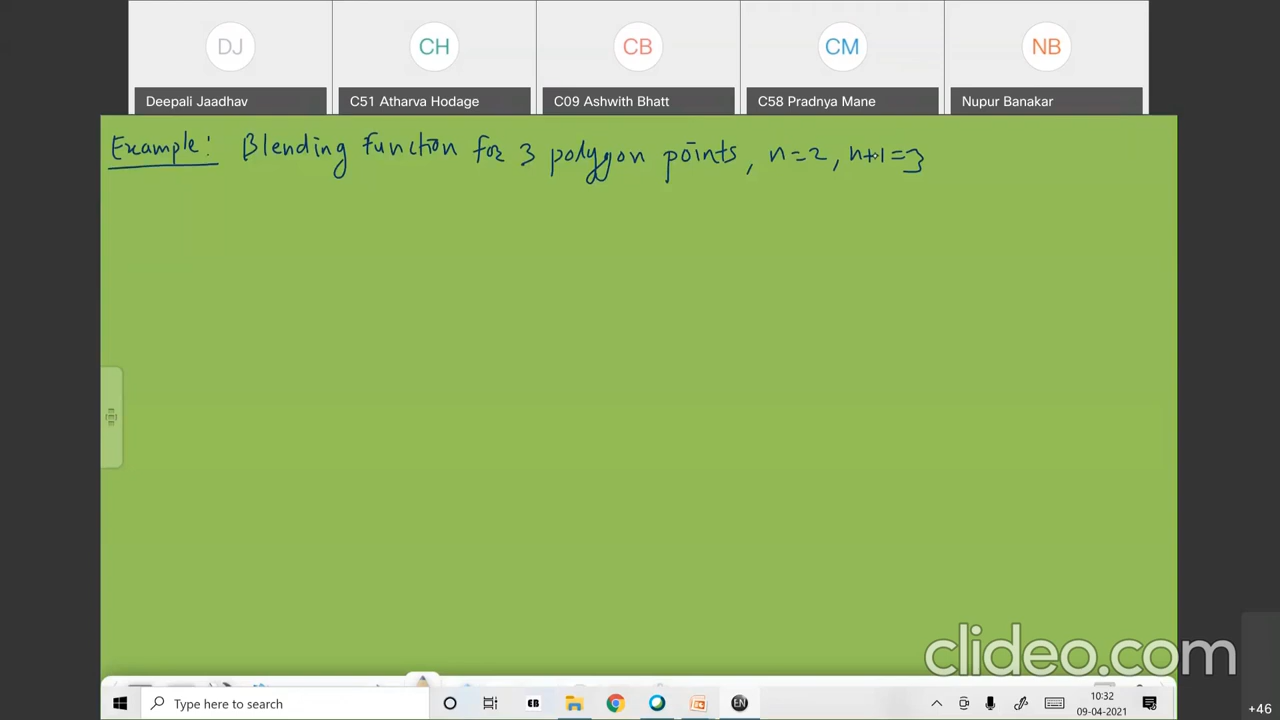 DJ CH CB CM NB
Deepali Jaadhav C51 Atharva Hodage C09 Ashwith Bhatt C58 Pradnya Mane Nupur Banakar
Example: Blending function for 3 polygon points, n=2, n+1=3
clideo.com
Type here to search EB EN 10:32
09-04-2021
+46